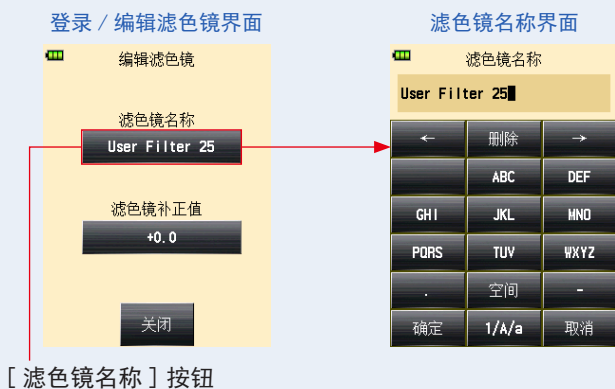 登录 / 编辑滤色镜界面
编辑滤色镜
滤色镜名称
User Filter 25
滤色镜补正值
+0.0
关闭
[ 滤色镜名称 ] 按钮
滤色镜名称界面
滤色镜名称
User Filter 25
← 删除 →
ABC DEF
GHI JKL MNO
PQRS TUV WXYZ
. 空间 -
确定 1/A/a 取消